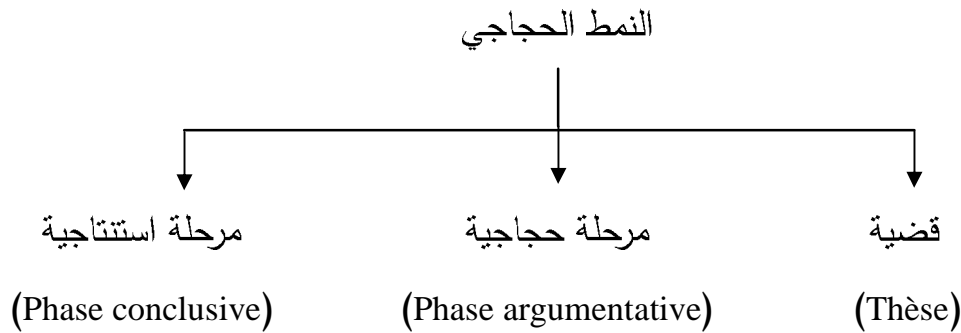 النمط الحجاجي
قضية
مرحلة حجاجية
مرحلة استنتاجية
(Thèse)
(Phase argumentative)
(Phase conclusive)